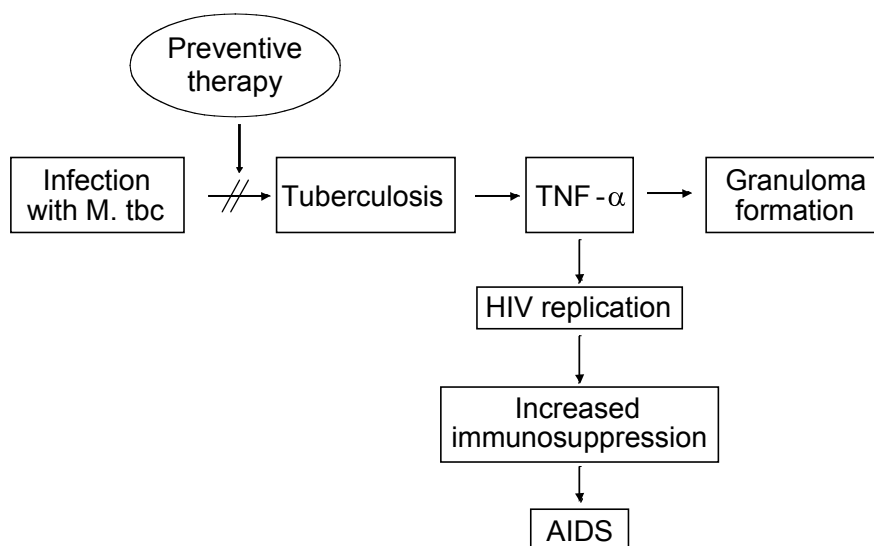 Preventive
therapy
Infection
with M. tbc
Tuberculosis
TNF-α
Granuloma
formation
HIV replication
Increased
immunosuppression
AIDS